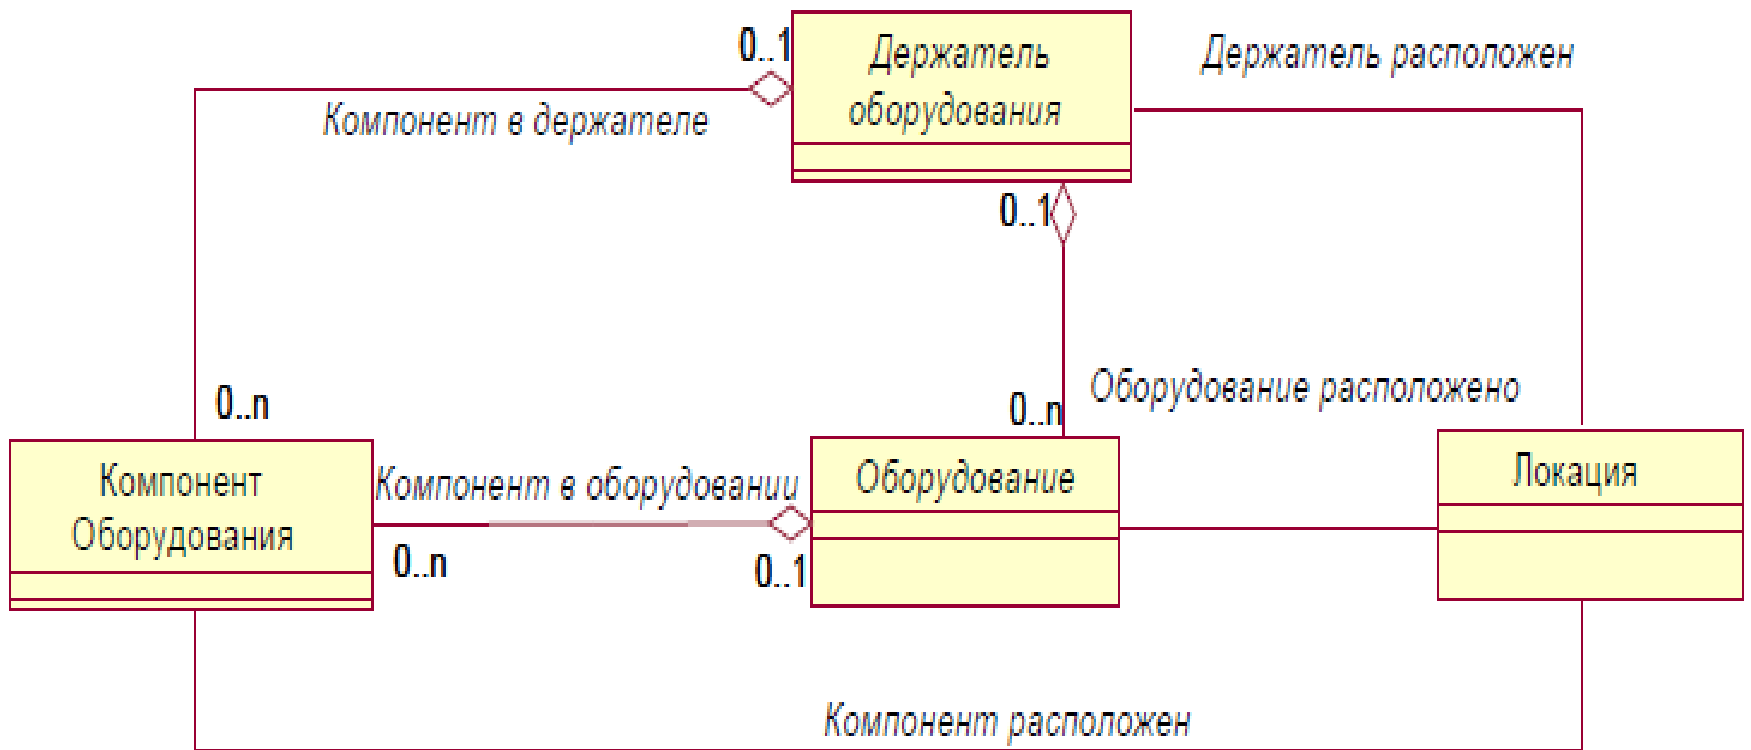 0..1
Держатель
оборудования
Держатель расположен
Компонент в держателе
0..1
Оборудование расположено
0..n
0..n
Компонент
Оборудования
Компонент в оборудовании
Оборудование
Локация
0..n
0..1
Компонент расположен